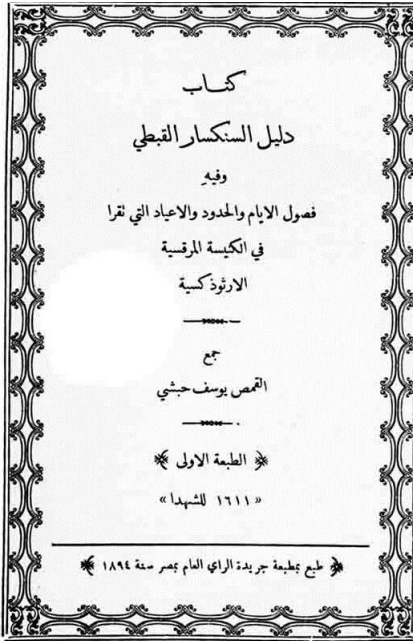 كتاب
دليل السنكسار القبطي
وفيهِ
فصول الايام والحدود والاعياد التي نقرا
في الكنيسة المرقسية
الارثوذكسية
جمع
القمص يوسف حبشي
الطبعة الاولى
«١٦١١ للشهدا»
طبع بمطبعة جريدة الراي العام بمصر سنة ١٨٩٤